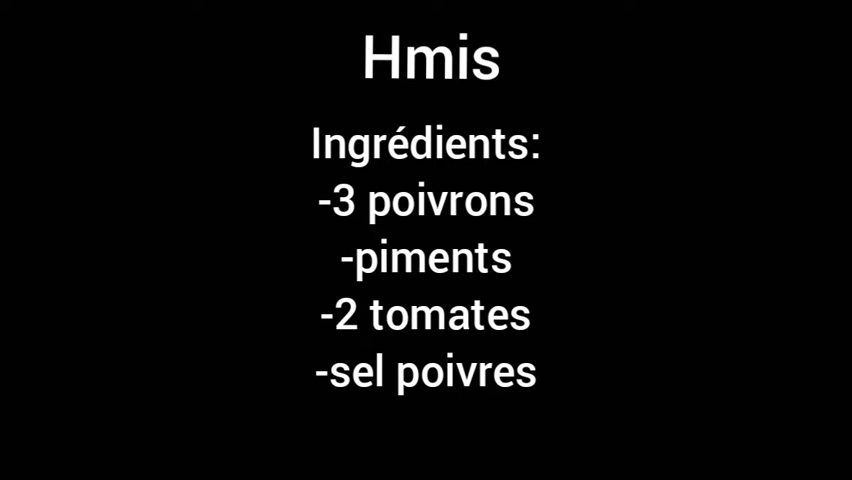 Hmis
Ingrédients:
-3 poivrons
-piments
-2 tomates
-sel poivres